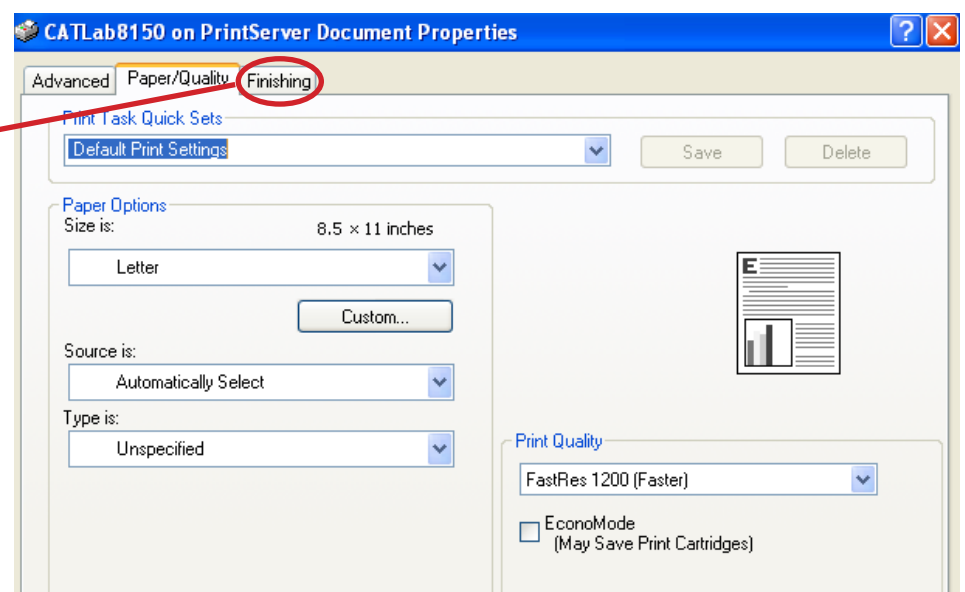 CATLab8150 on PrintServer Document Properties
Advanced Paper/Quality Finishing
Print Task Quick Sets
Default Print Settings Save Delete
Paper Options
Size is: 8.5 × 11 inches
Letter
E
Custom...
Source is:
Automatically Select
Type is:
Unspecified
Print Quality
FastRes 1200 (Faster)
EconoMode
(May Save Print Cartridges)